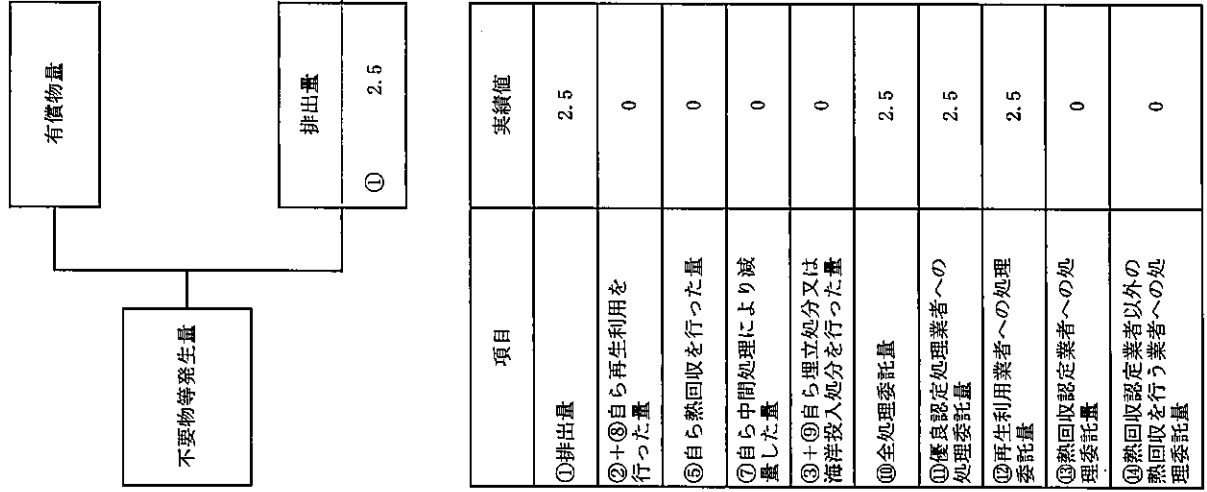 不要物等発生量
有償物量
排出量
① 2.5
項目 実績値
①排出量 2.5
②+⑧自ら再生利用を
行った量 0
⑤自ら熱回収を行った量 0
⑦自ら中間処理により減
量した量 0
③+⑨自ら埋立処分又は
海洋投入処分を行った量 0
⑩全処理委託量 2.5
⑪優良認定処理業者への
処理委託量 2.5
⑫再生利用業者への処理
委託量 2.5
⑬熱回収認定業者への処
理委託量 0
⑭熱回収認定業者以外の
熱回収を行う業者への処
理委託量 0